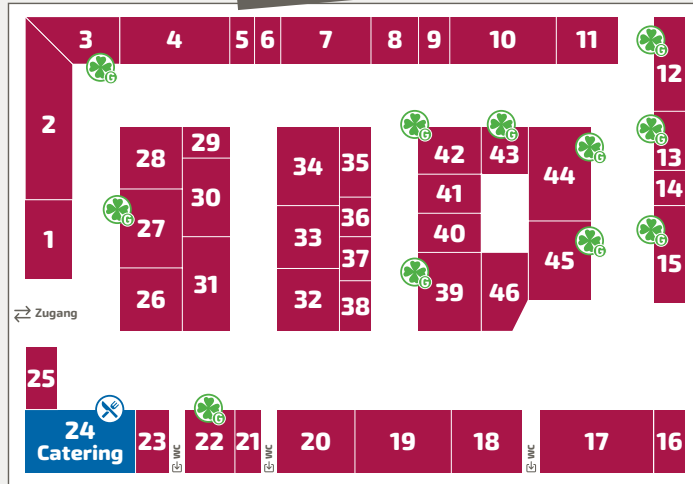 3 4 5 6 7 8 9 10 11
12
2
28 29 34 35 42 43 44 13
30 41 14
27 36
1 33 40 15
37 45
26 31 32 38 39 46
Zugang
25
24 23 WC 22 21 WC 20 19 18 WC 17 16
Catering
G
G
G
G
G
G
G
G
G
G
G